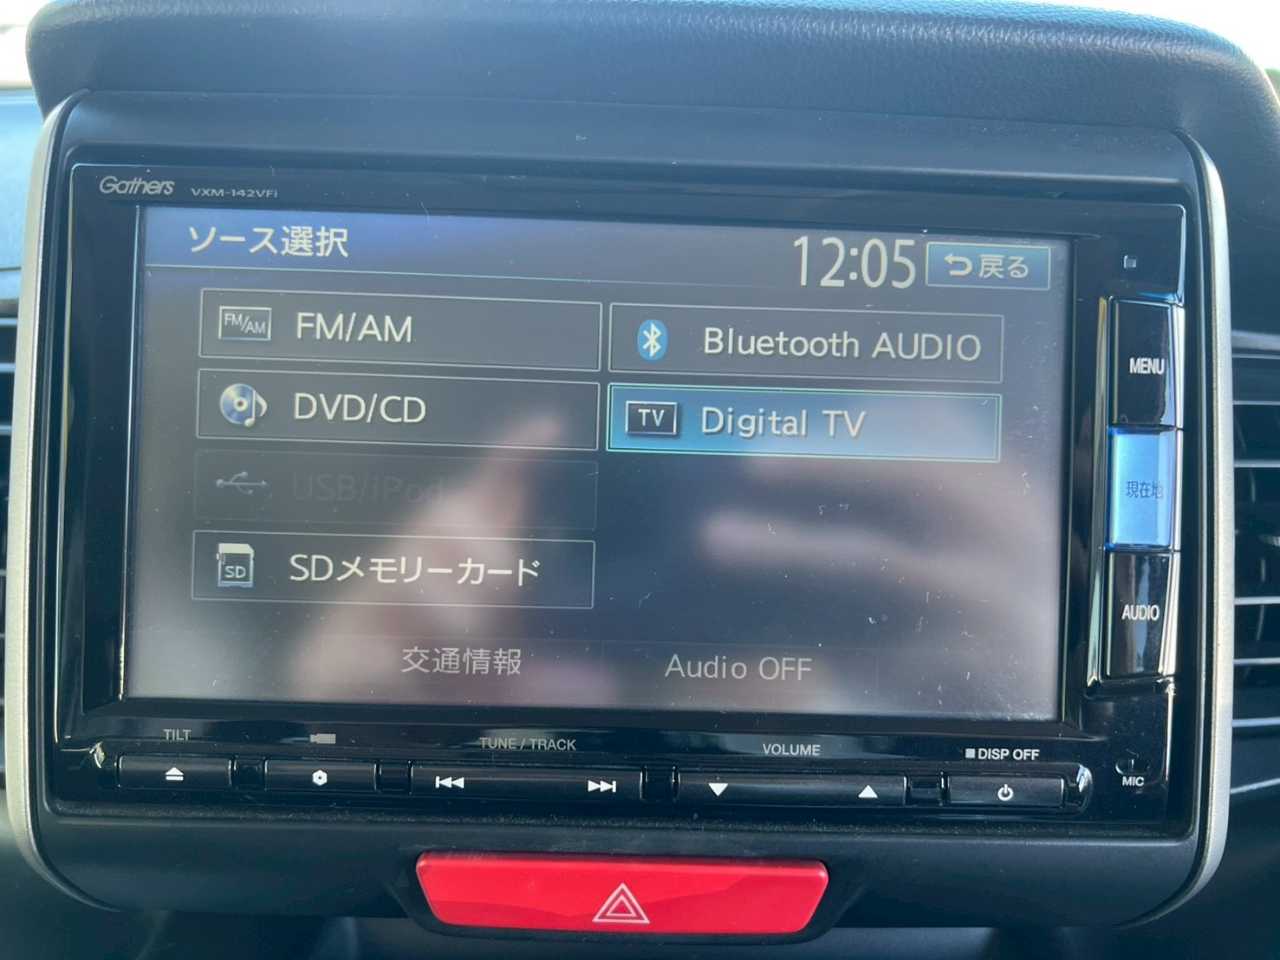 Gathers VXM-142VFi
ソース選択
12:05
戻る
FM/AM
FM/AM
Bluetooth AUDIO
DVD/CD
TV
Digital TV
USB/iPod
SD
SDメモリーカード
交通情報
Audio OFF
MENU
現在地
AUDIO
TILT
TUNE / TRACK
VOLUME
DISP OFF
MIC